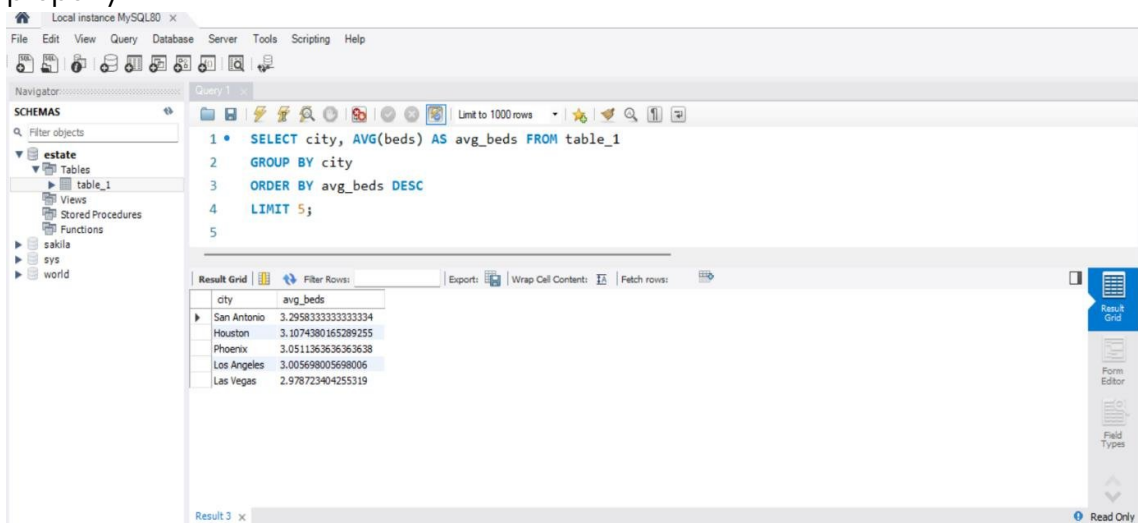 Local instance MySQL80
File Edit View Query Database Server Tools Scripting Help
Navigator
Query 1
SCHEMAS
Limit to 1000 rows
Filter objects
estate
Tables
table_1
Views
Stored Procedures
Functions
sakila
sys
world
1 SELECT city, AVG(beds) AS avg_beds FROM table_1
2 GROUP BY city
3 ORDER BY avg_beds DESC
4 LIMIT 5;
5
Result Grid Filter Rows: Export: Wrap Cell Content: Fetch rows:
city avg_beds
San Antonio 3.2958333333333334
Houston 3.1074380165289255
Phoenix 3.0511363636363638
Los Angeles 3.005698005698006
Las Vegas 2.978723404255319
Result
Grid
Form
Editor
Field
Types
Result 3
Read Only